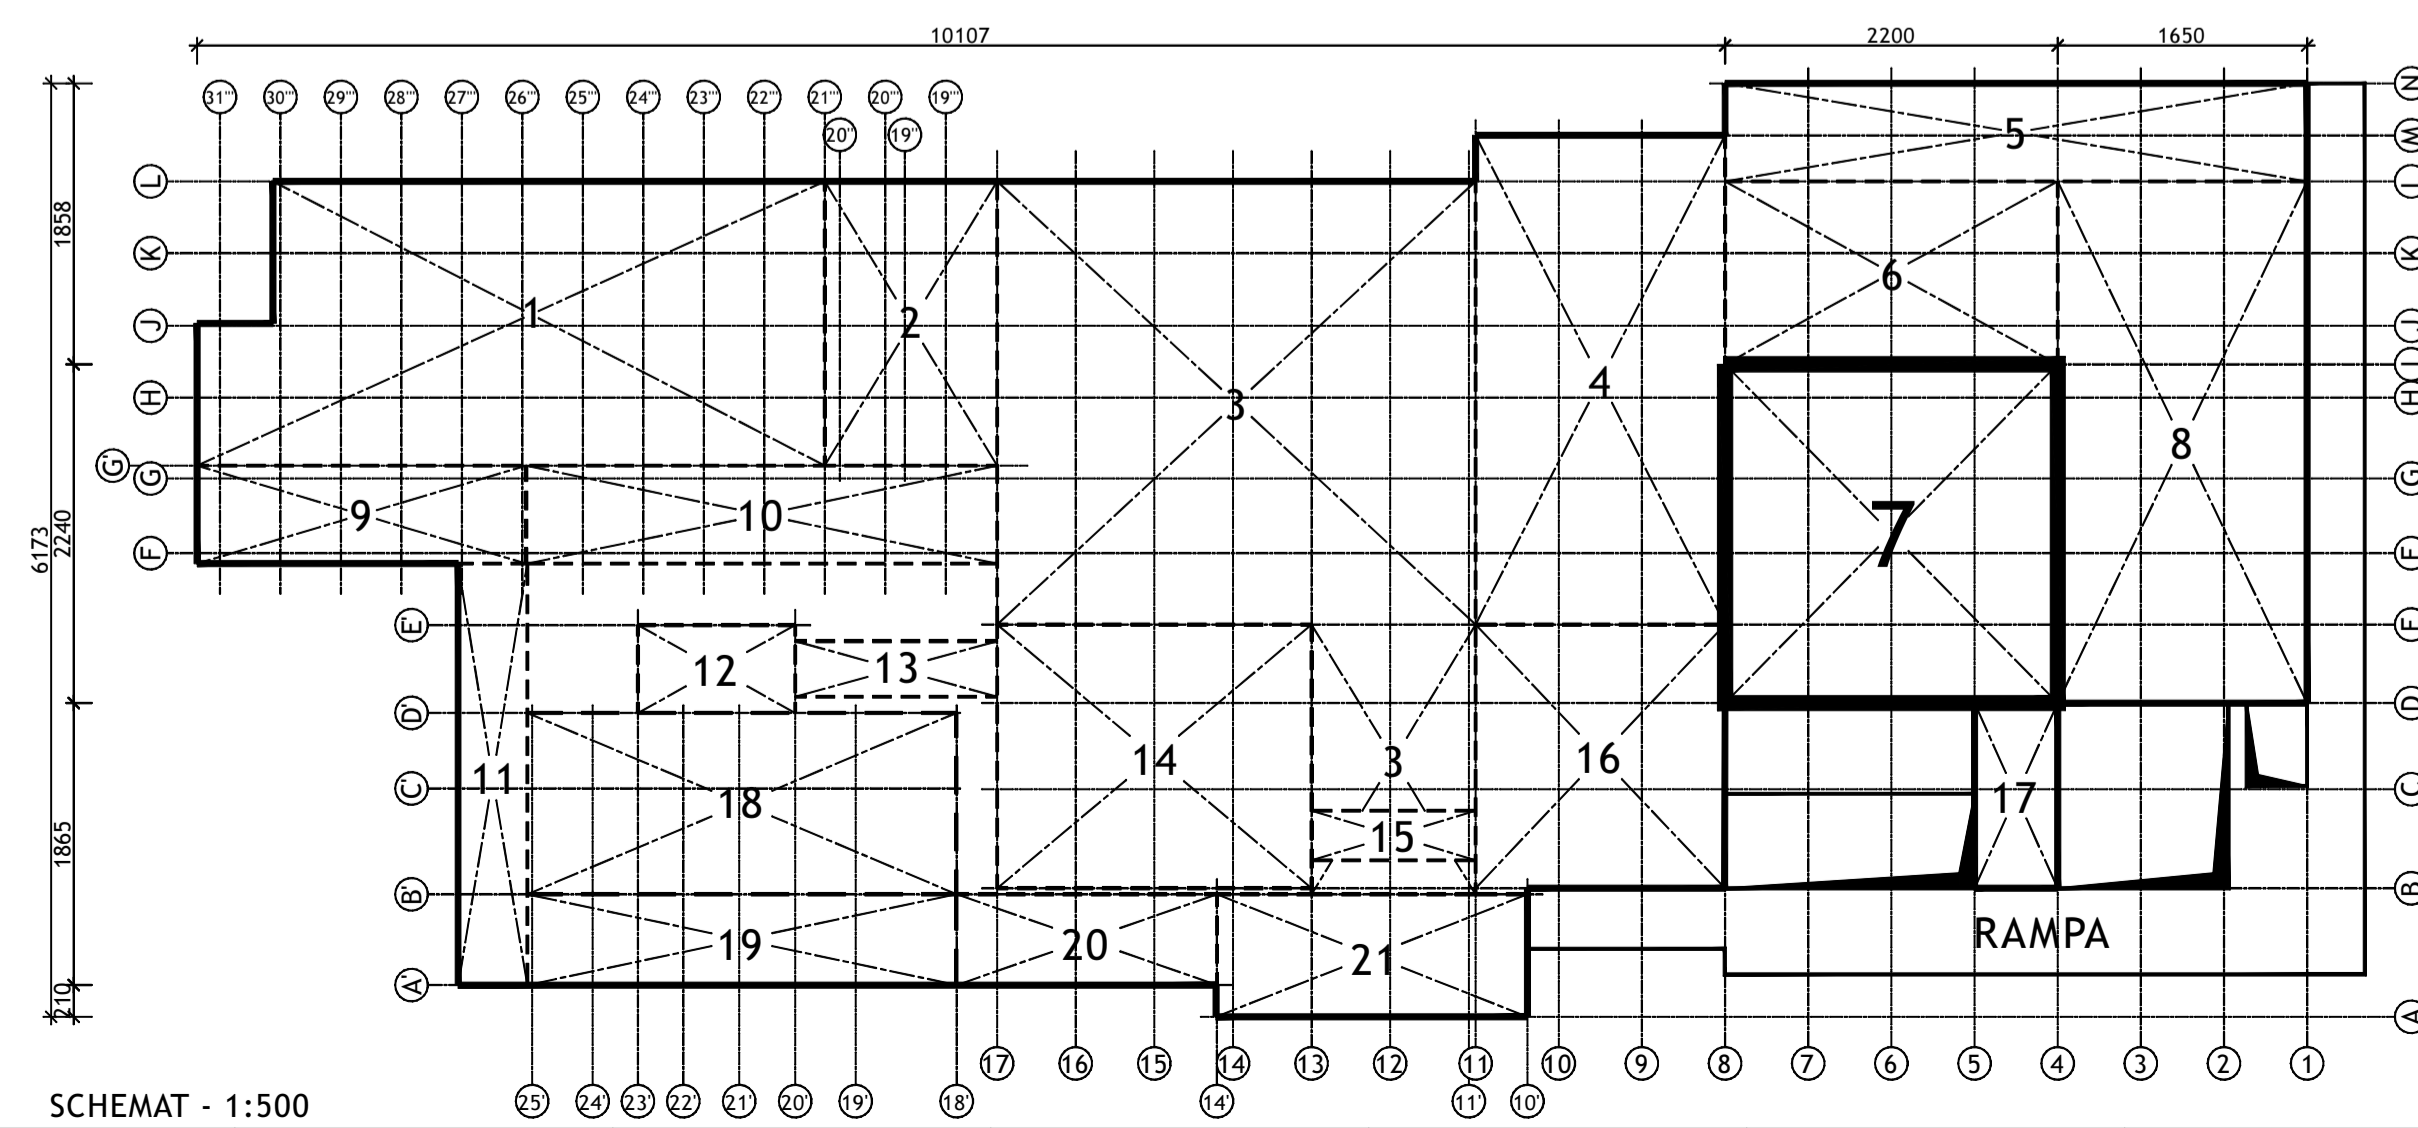 10107 2200 1650
31''' 30''' 29''' 28''' 27''' 26''' 25''' 24''' 23''' 22''' 21''' 20''' 19''' N
20'' 19'' 5 M
L L
1858
K K
6
1 2 J J
I
4 H H
3
8
G' G G
9 10 7
6173 2240 F F
E' E
12 13
D' D
14 3 16
11 C' 17 C
18
1865 15
B' B
RAMPA
19 20 21
A'
210 A
17 16 15 14 13 12 11 10 9 8 7 6 5 4 3 2 1
25' 24' 23' 22' 21' 20' 19' 18' 14' 11' 10'
SCHEMAT - 1:500